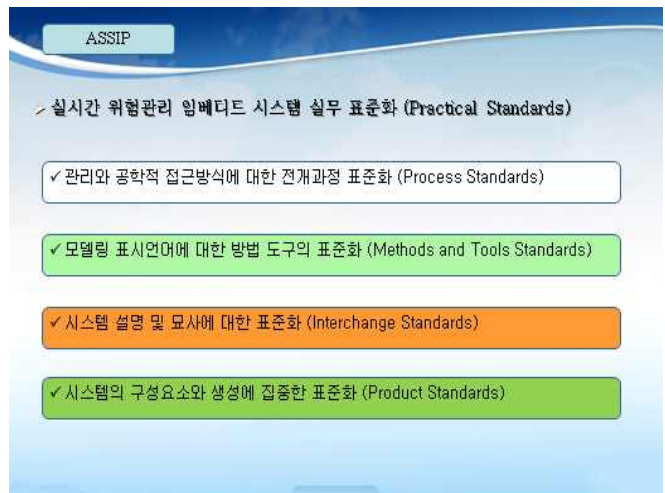 ASSIP
실시간 위험관리 임베디드 시스템 실무 표준화 (Practical Standards)
✓관리와 공학적 접근방식에 대한 전개과정 표준화 (Process Standards)
✓모델링 표시언어에 대한 방법 도구의 표준화 (Methods and Tools Standards)
✓시스템 설명 및 묘사에 대한 표준화 (Interchange Standards)
✓시스템의 구성요소와 생성에 집중한 표준화 (Product Standards)